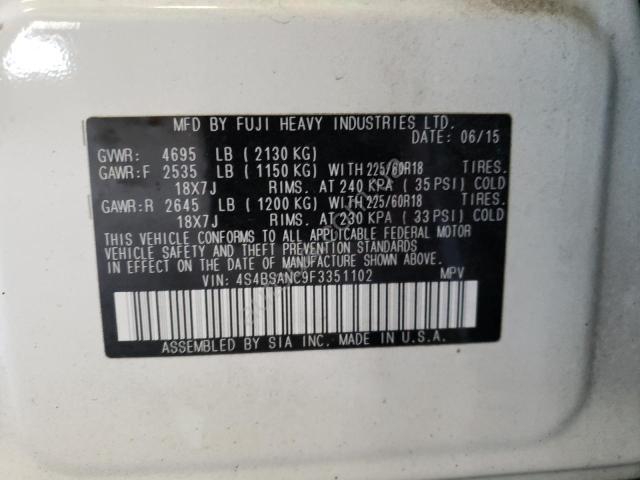 MFD BY FUJI HEAVY INDUSTRIES LTD.
DATE: 06/15
GVWR: 4695 LB ( 2130 KG)
GAWR:F 2535 LB ( 1150 KG) WITH 225/60R18 TIRES.
18X7J RIMS. AT 240 KPA ( 35 PSI) COLD
GAWR:R 2645 LB ( 1200 KG) WITH 225/60R18 TIRES.
18X7J RIMS. AT 230 KPA ( 33 PSI) COLD
THIS VEHICLE CONFORMS TO ALL APPLICABLE FEDERAL MOTOR
VEHICLE SAFETY AND THEFT PREVENTION STANDARDS
IN EFFECT ON THE DATE OF MANUFACTURE SHOWN ABOVE.
VIN: 4S4BSANC9F3351102 MPV
ASSEMBLED BY SIA INC. MADE IN U.S.A.